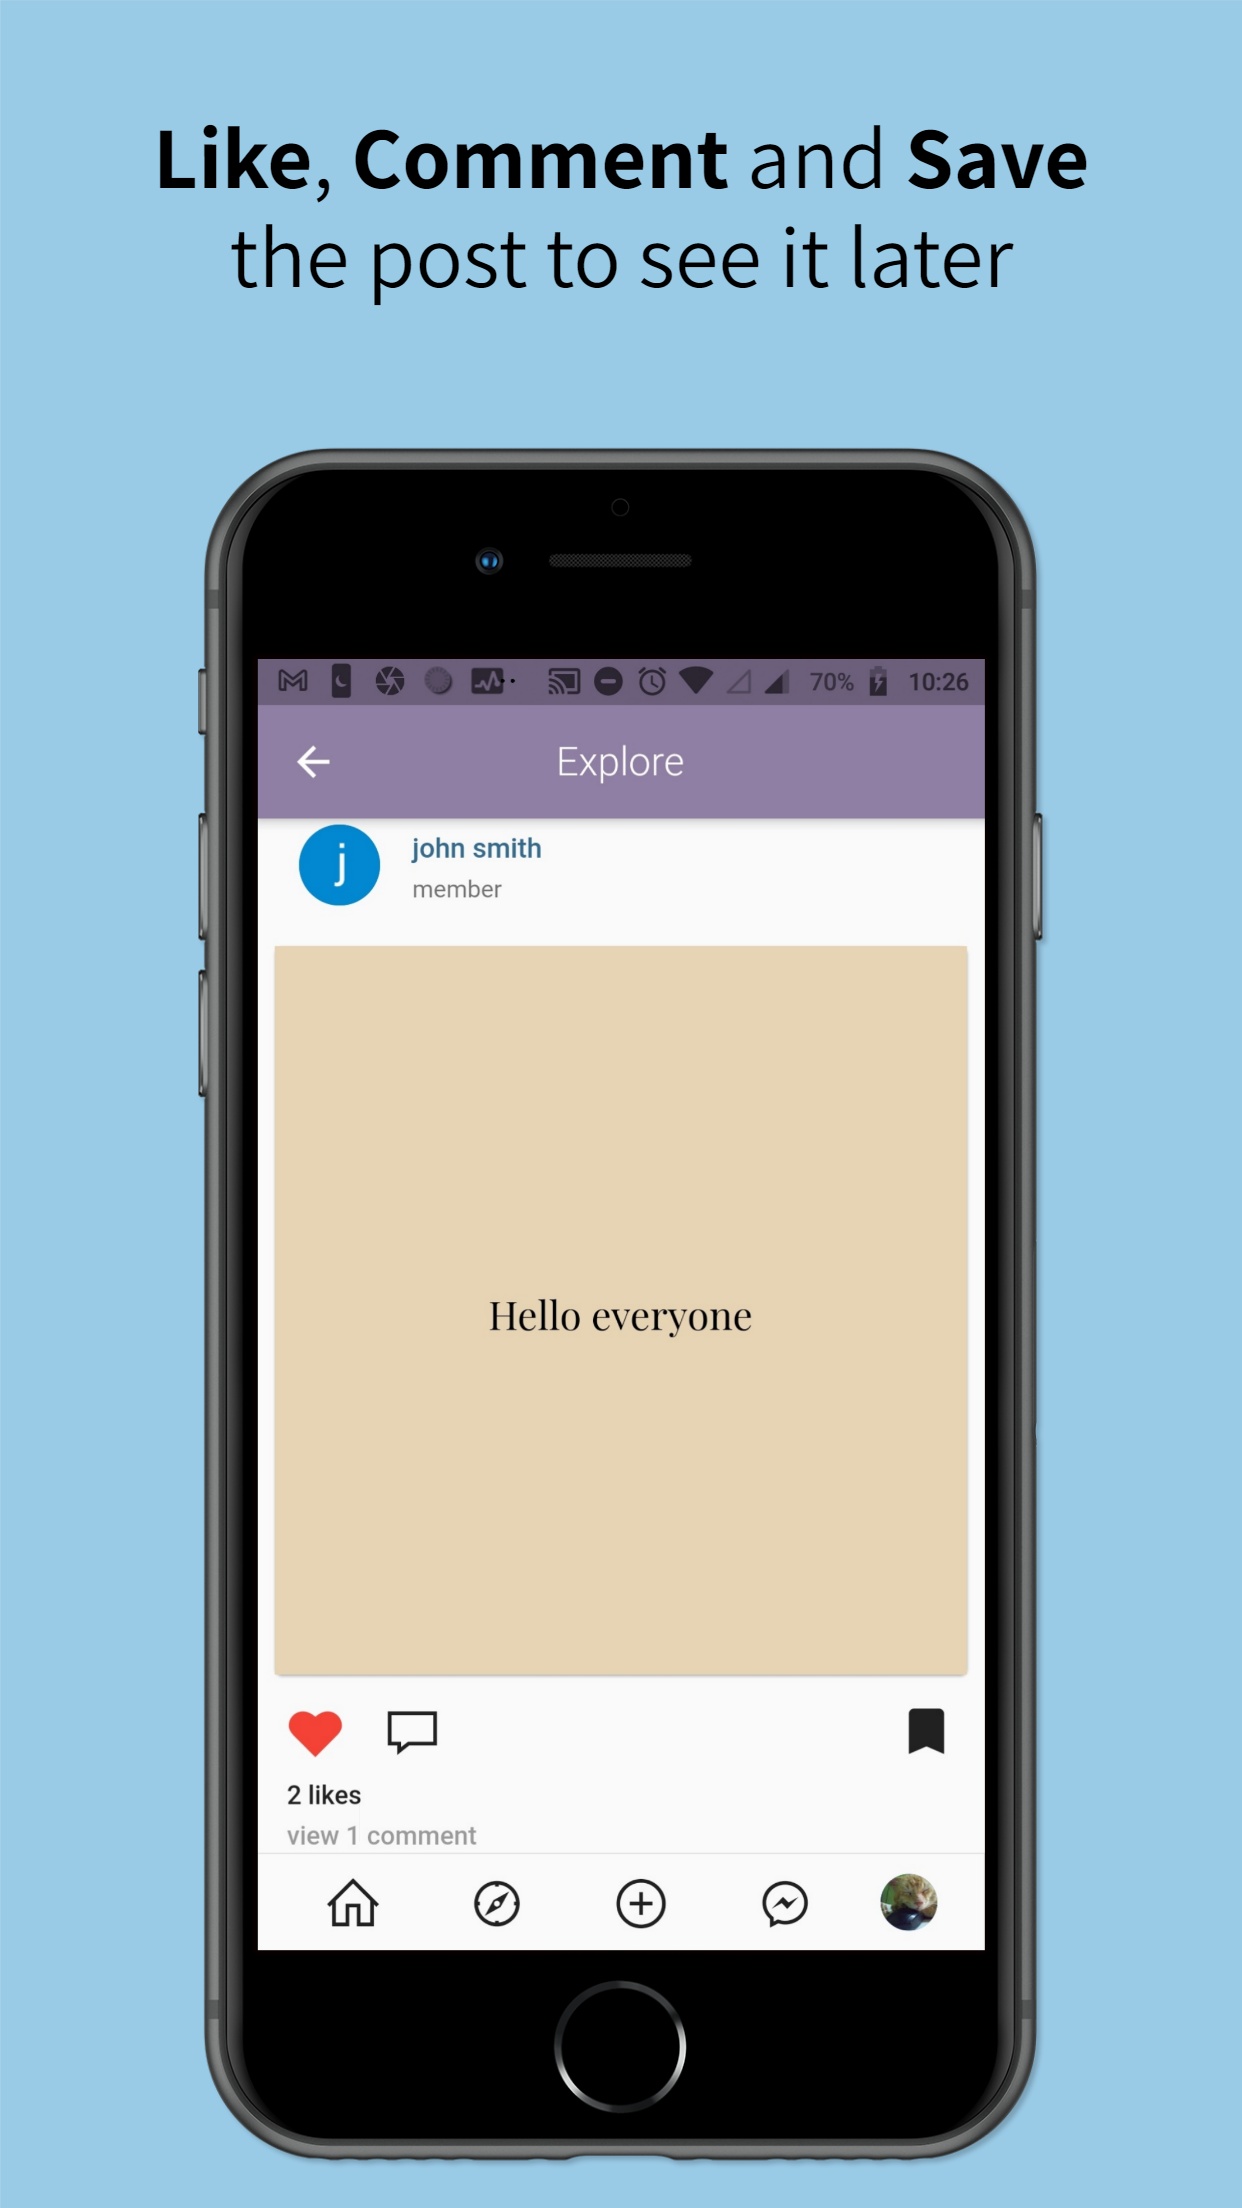 Like, Comment and Save
the post to see it later
70% 10:26
Explore
j
john smith
member
Hello everyone
2 likes
view 1 comment